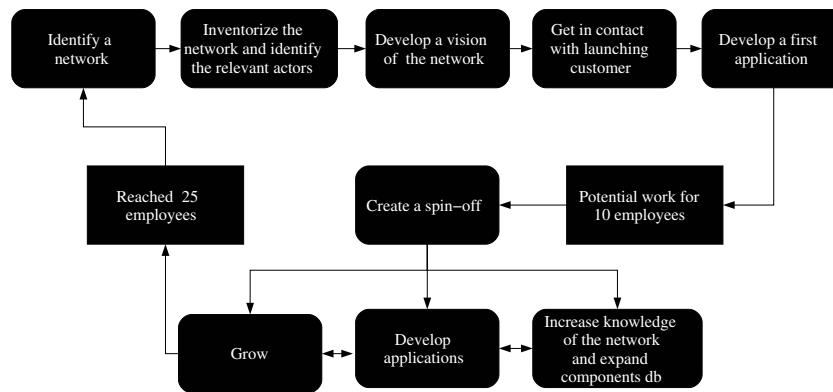 Identify a
network
Inventorize the
network and identify
the relevant actors
Develop a vision
of the network
Get in contact
with launching
customer
Develop a first
application
Reached 25
employees
Create a spin−off
Potential work for
10 employees
Grow
Develop
applications
Increase knowledge
of the network
and expand
components db